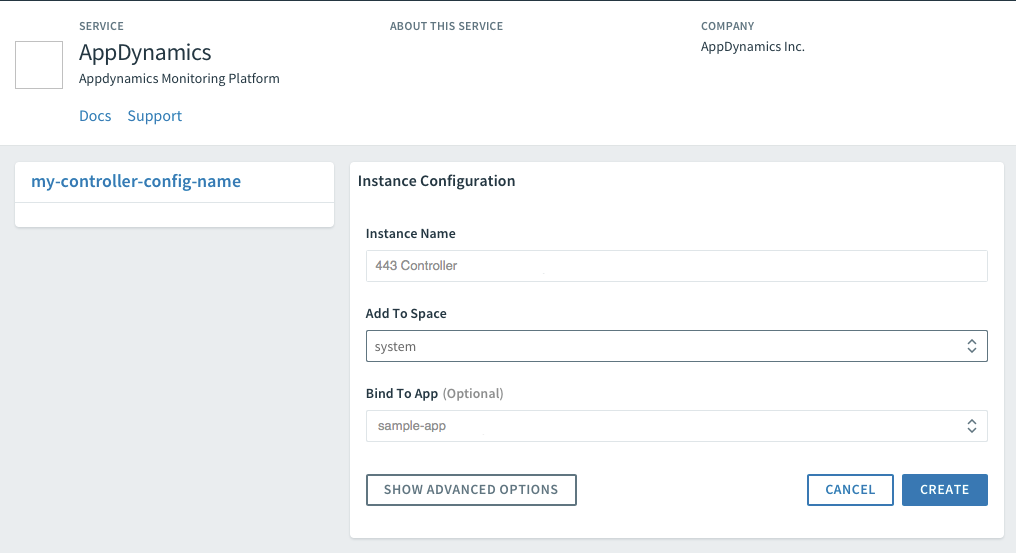 SERVICE
AppDynamics
Appdynamics Monitoring Platform
Docs Support
ABOUT THIS SERVICE
COMPANY
AppDynamics Inc.
my-controller-config-name
Instance Configuration
Instance Name
443 Controller
Add To Space
system
Bind To App (Optional)
sample-app
SHOW ADVANCED OPTIONS
CANCEL
CREATE